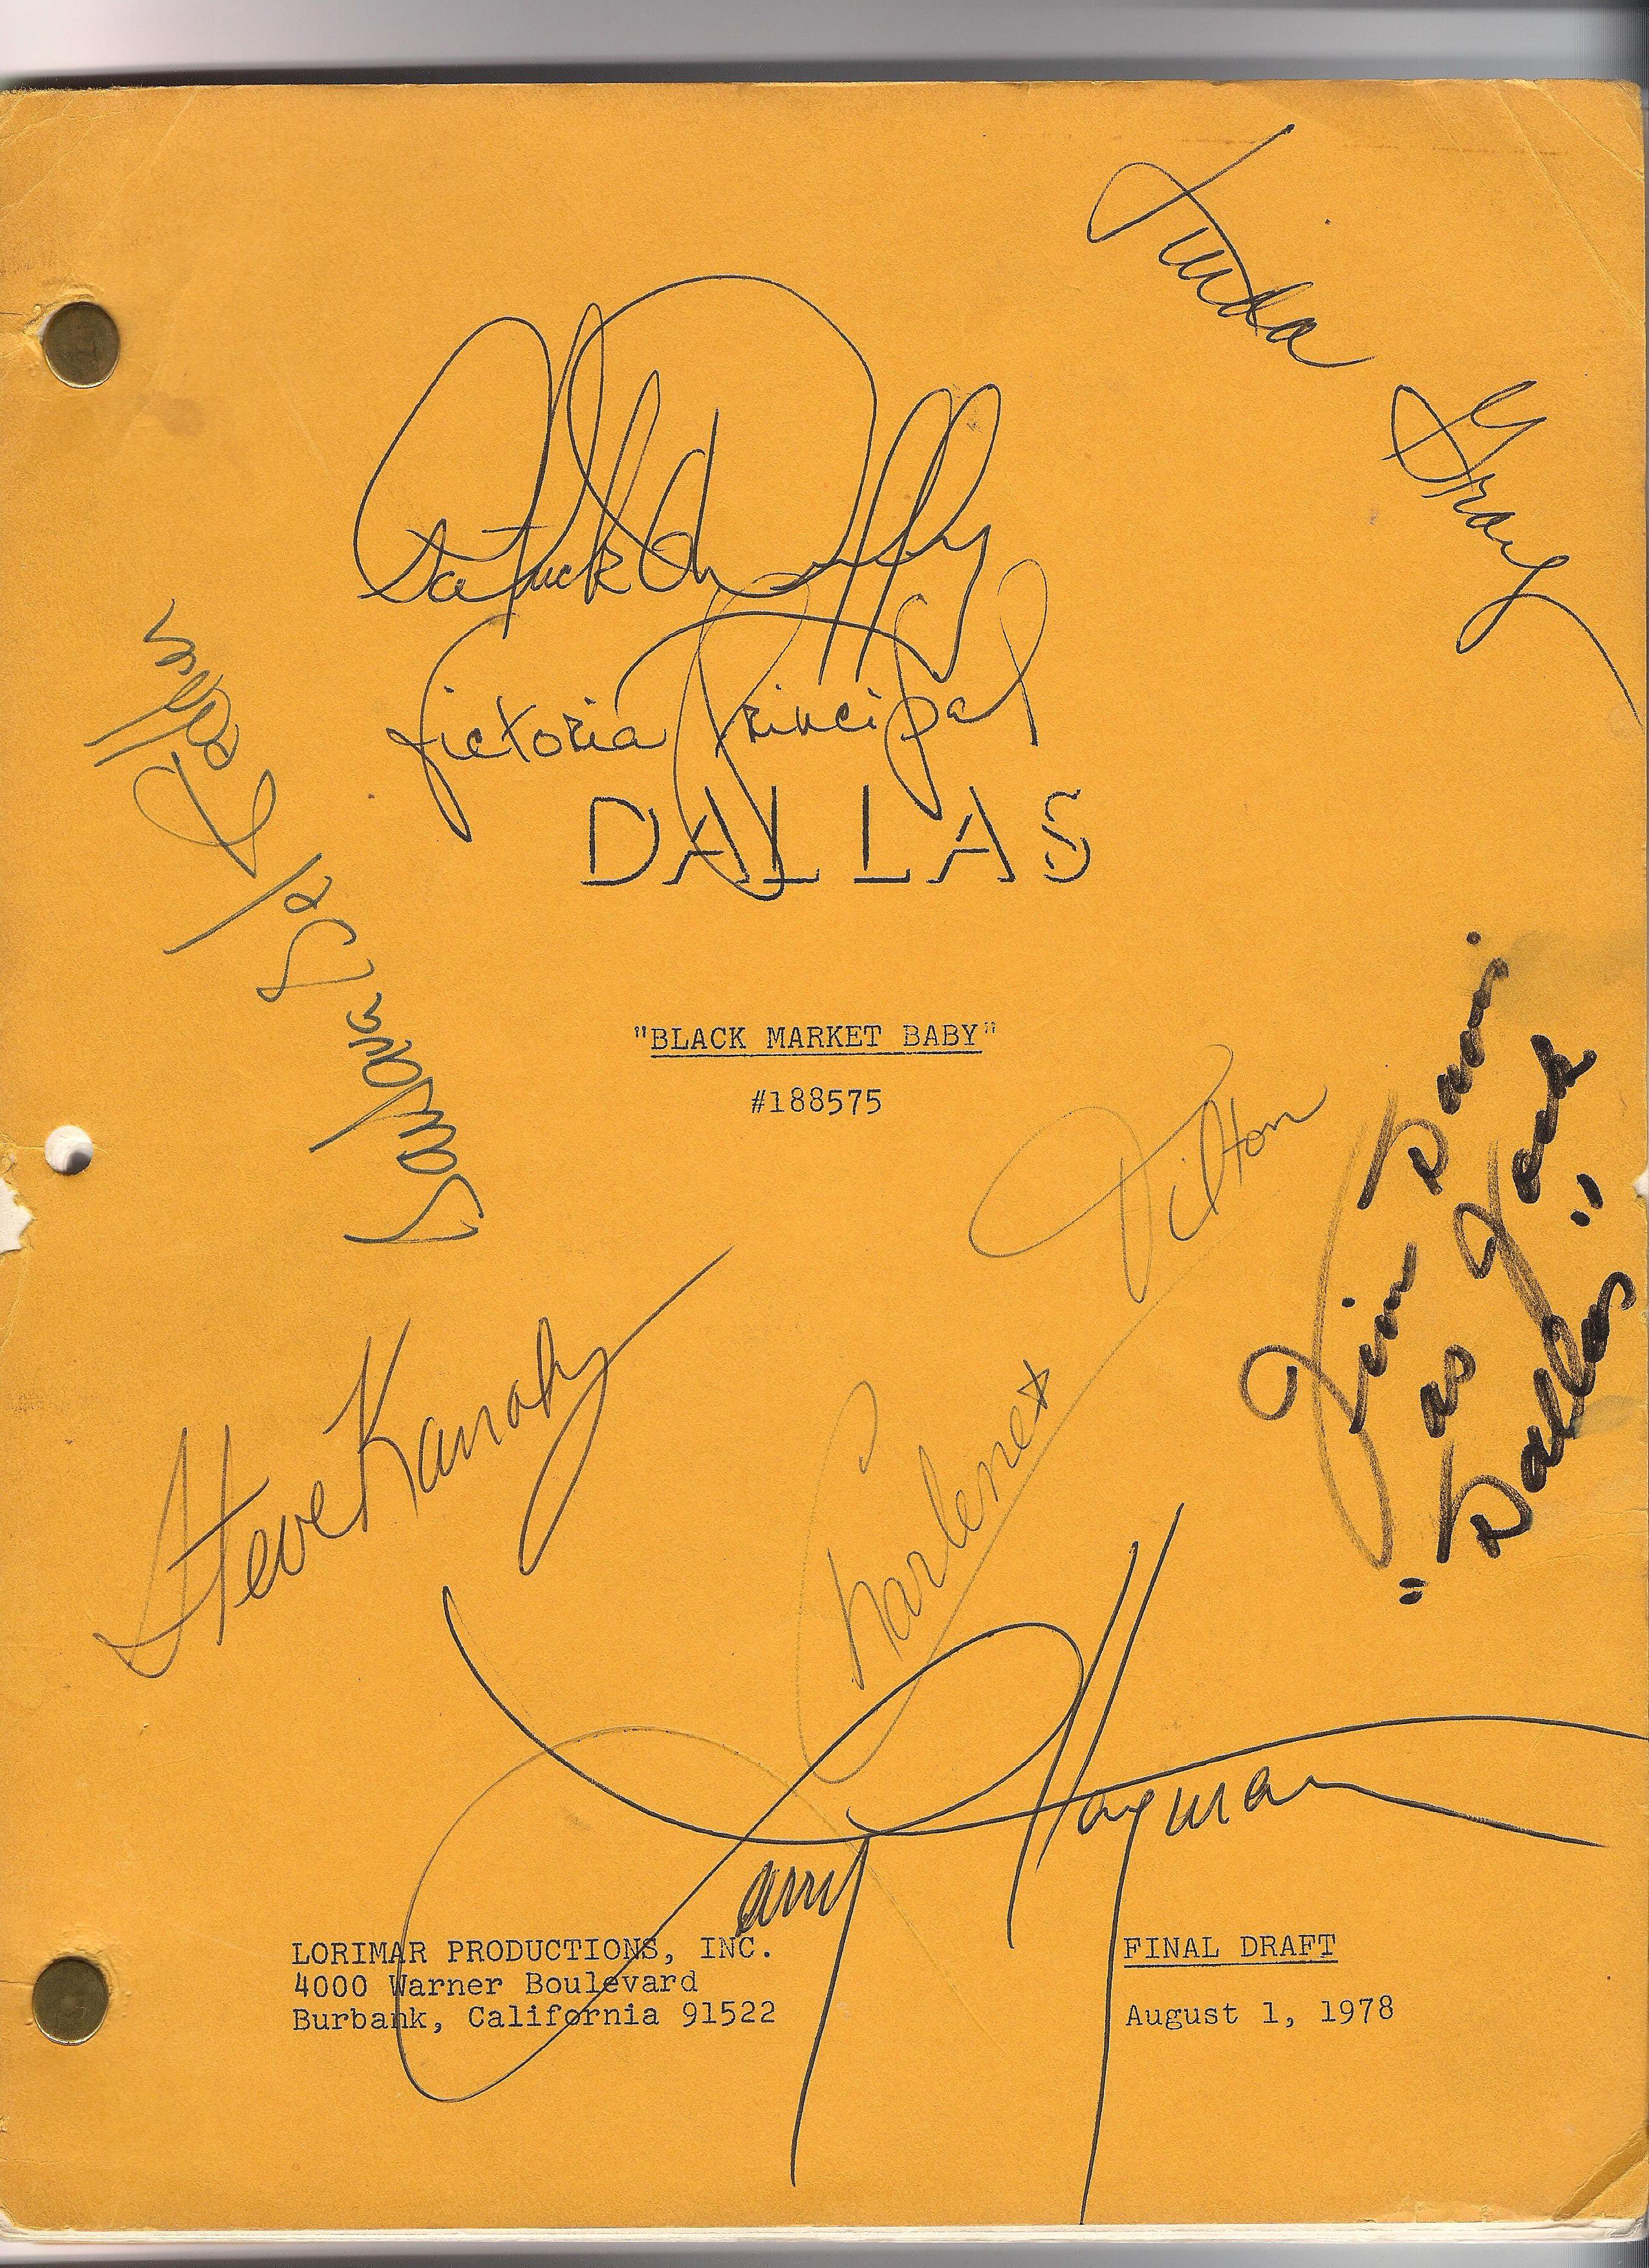 Linda Gray
Patrick Duffy
Victoria Principal
DALLAS
Barbara Bel Geddes
"BLACK MARKET BABY"
#188575
Jim Davis
as Jock
"Dallas"
Charlene Tilton
Steve Kanaly
Larry Hagman
LORIMAR PRODUCTIONS, INC.
4000 Warner Boulevard
Burbank, California 91522
FINAL DRAFT
August 1, 1978